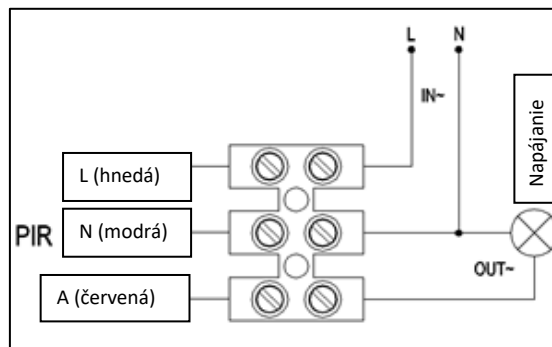 L N
IN~
Napájanie
L (hnedá)
PIR N (modrá)
OUT~
A (červená)